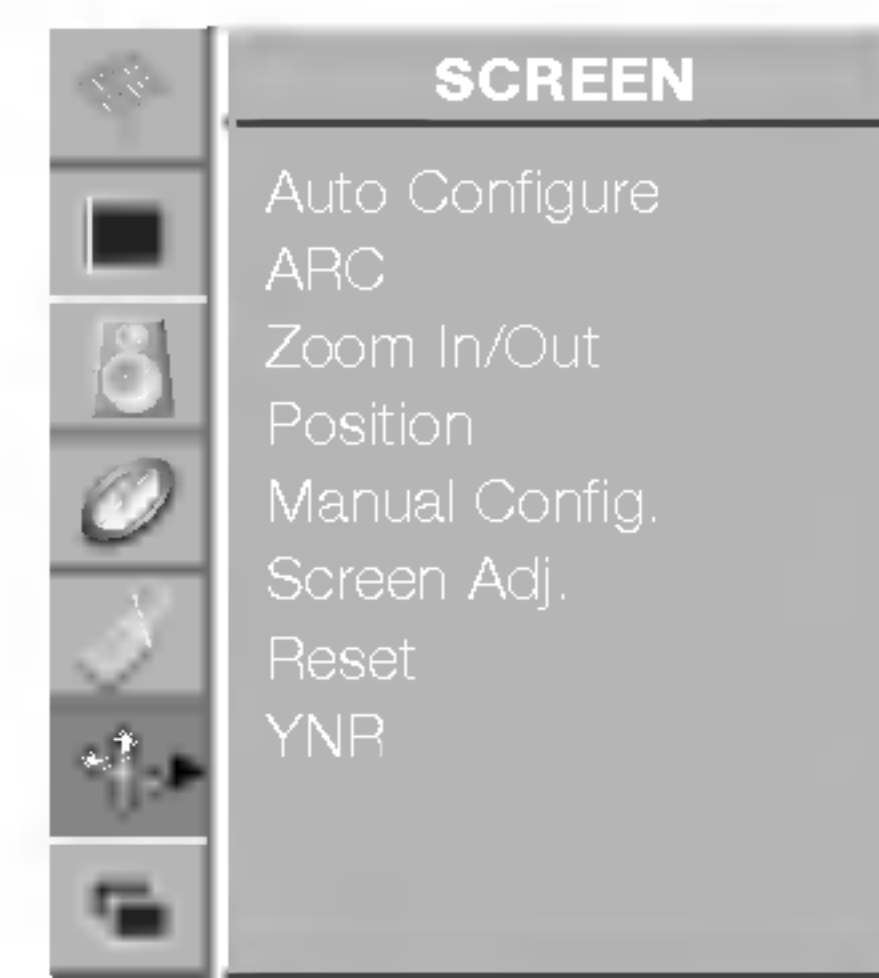 SCREEN
Auto Configure
ARC
Zoom In/Out
Position
Manual Config.
Screen Adj.
Reset
YNR